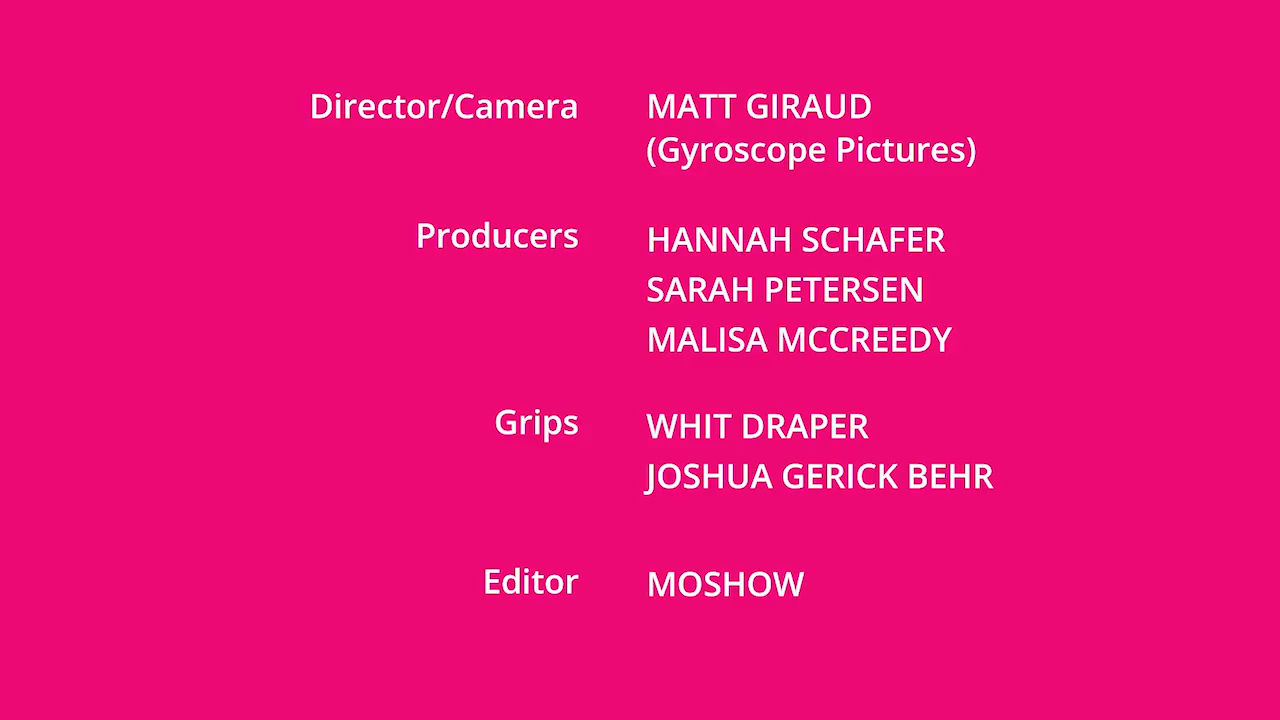 Director/Camera MATT GIRAUD
(Gyroscope Pictures)
Producers HANNAH SCHAFER
SARAH PETERSEN
MALISA MCCREEDY
Grips WHIT DRAPER
JOSHUA GERICK BEHR
Editor MOSHOW